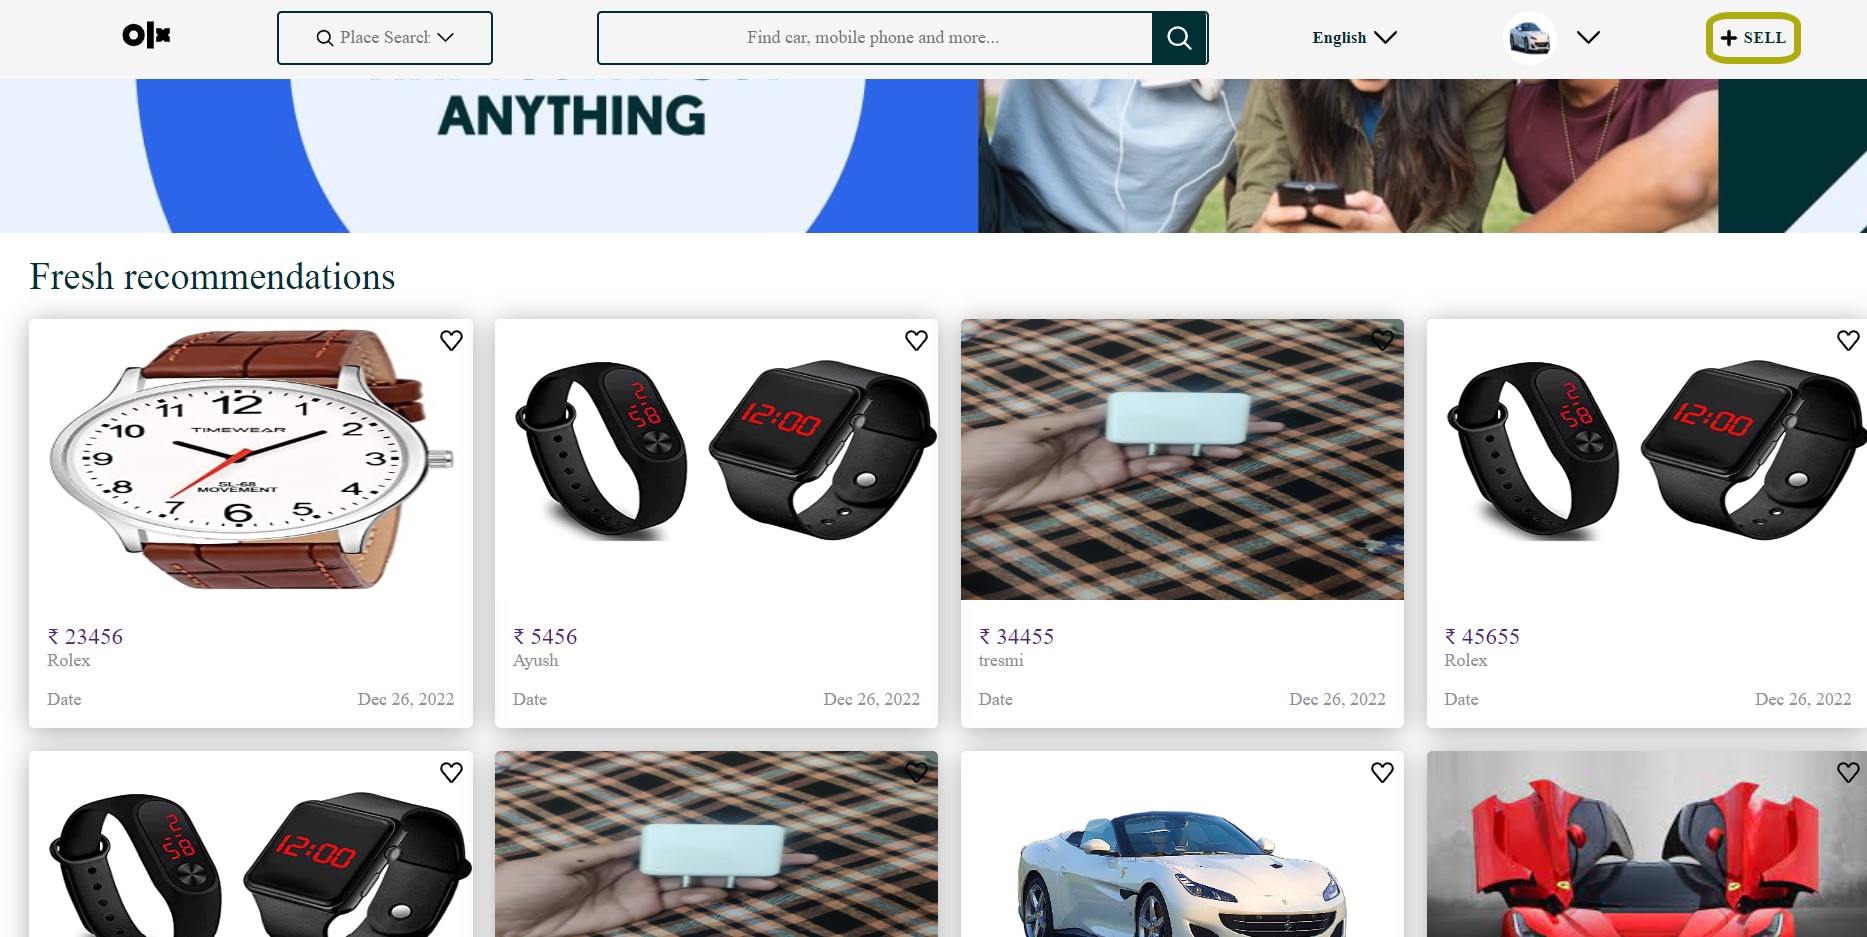 olx
Place Search
Find car, mobile phone and more...
English
SELL
ANYTHING
Fresh recommendations
11 12 1
10 2
TIMEWEAR
9 3
SL-68
MOVEMENT
8 4
7 6 5
12:00
12:00
₹ 23456
Rolex
Date Dec 26, 2022
₹ 5456
Ayush
Date Dec 26, 2022
₹ 34455
tresmi
Date Dec 26, 2022
₹ 45655
Rolex
Date Dec 26, 2022
12:00